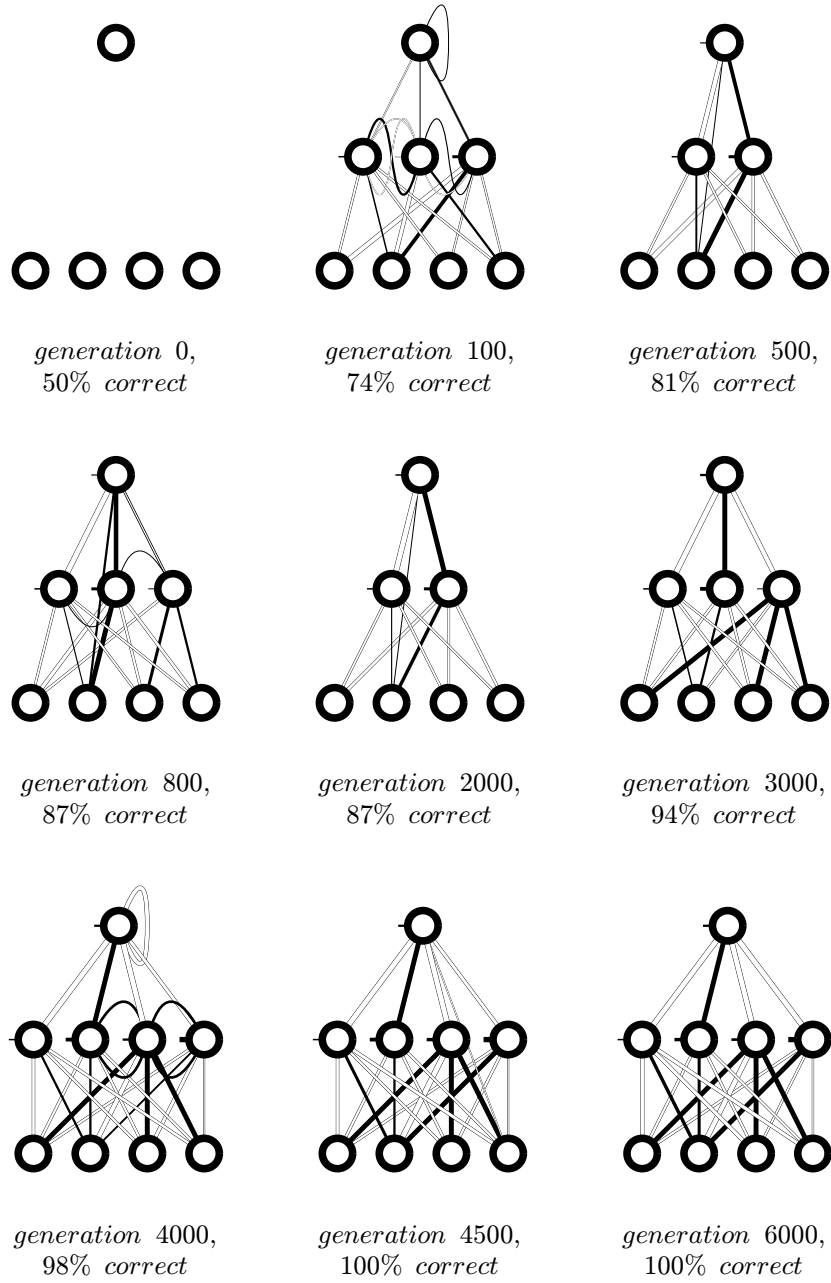 generation 0,
50% correct
generation 100,
74% correct
generation 500,
81% correct
generation 800,
87% correct
generation 2000,
87% correct
generation 3000,
94% correct
generation 4000,
98% correct
generation 4500,
100% correct
generation 6000,
100% correct